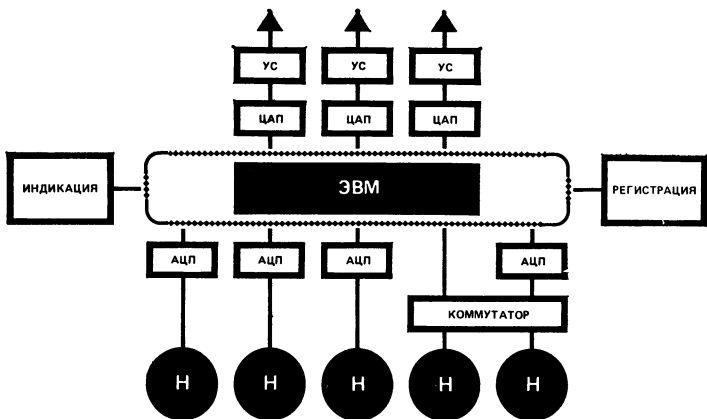 УС УС УС
ЦАП ЦАП ЦАП
ИНДИКАЦИЯ ЭВМ РЕГИСТРАЦИЯ
АЦП АЦП АЦП АЦП
КОММУТАТОР
Н Н Н Н Н